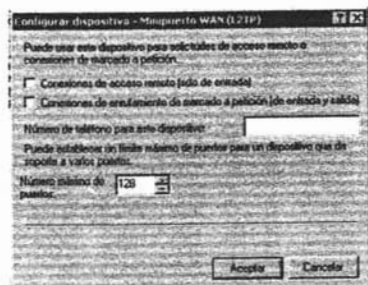 Configurar dispositivo - Minipuerto WAN (L2TP)
Puede usar este dispositivo para solicitudes de acceso remoto o
conexiones de marcado a petición.
Conexiones de acceso remoto (sólo de entrada)
Conexiones de enrutamiento de marcado a petición (de entrada y salida)
Número de teléfono para este dispositivo:
Puede establecer un límite máximo de puertos para un dispositivo que da
soporte a varios puertos.
Número máximo de
puertos:
128
Aceptar
Cancelar